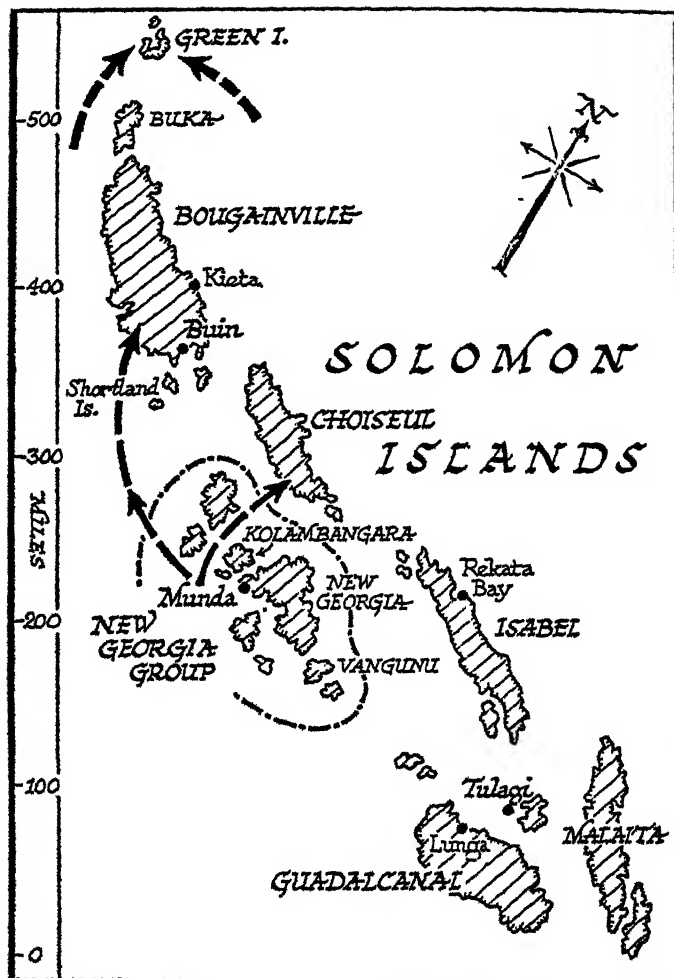 GREEN I.
500
BUKA
N
BOUGAINVILLE
Kieta
400
Buin
SOLOMON
ISLANDS
Shortland
Is.
CHOISEUL
300
MILES
KOLAMBANGARA
NEW
GEORGIA
Munda
200
NEW
GEORGIA
GROUP
VANGUNU
Rekata
Bay
ISABEL
100
Tulagi
Lunga
MALAITA
GUADALCANAL
0